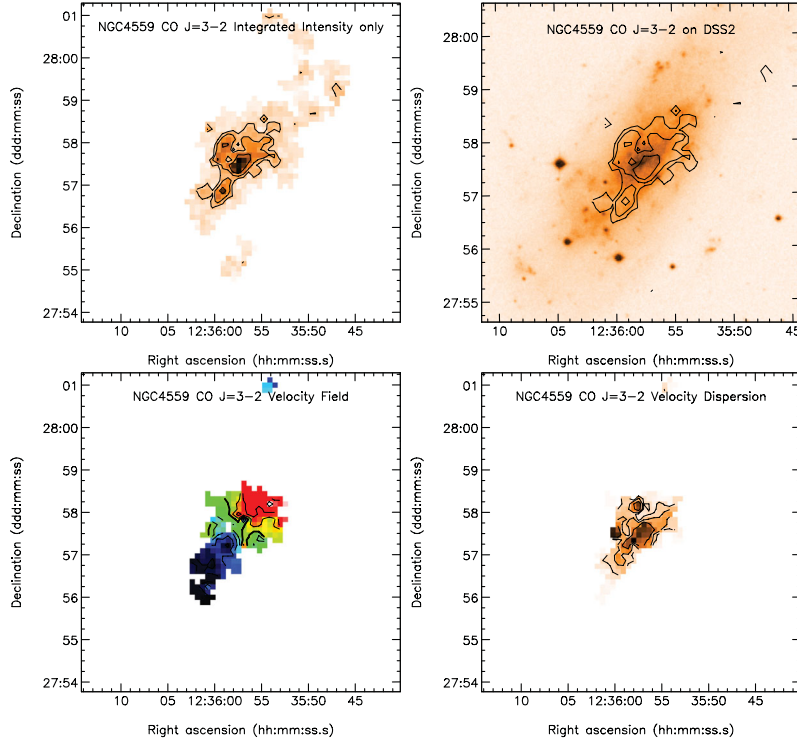 NGC4559 CO J=3-2 Integrated Intensity only
Declination (ddd:mm:ss)
01
28:00
59
58
57
56
55
27:54
10 05 12:36:00 55 35:50 45
Right ascension (hh:mm:ss.s)
NGC4559 CO J=3-2 on DSS2
Declination (ddd:mm:ss)
28:00
59
58
57
56
27:55
10 05 12:36:00 55 35:50 45
Right ascension (hh:mm:ss.s)
NGC4559 CO J=3-2 Velocity Field
Declination (ddd:mm:ss)
01
28:00
59
58
57
56
55
27:54
10 05 12:36:00 55 35:50 45
Right ascension (hh:mm:ss.s)
NGC4559 CO J=3-2 Velocity Dispersion
Declination (ddd:mm:ss)
01
28:00
59
58
57
56
55
27:54
10 05 12:36:00 55 35:50 45
Right ascension (hh:mm:ss.s)